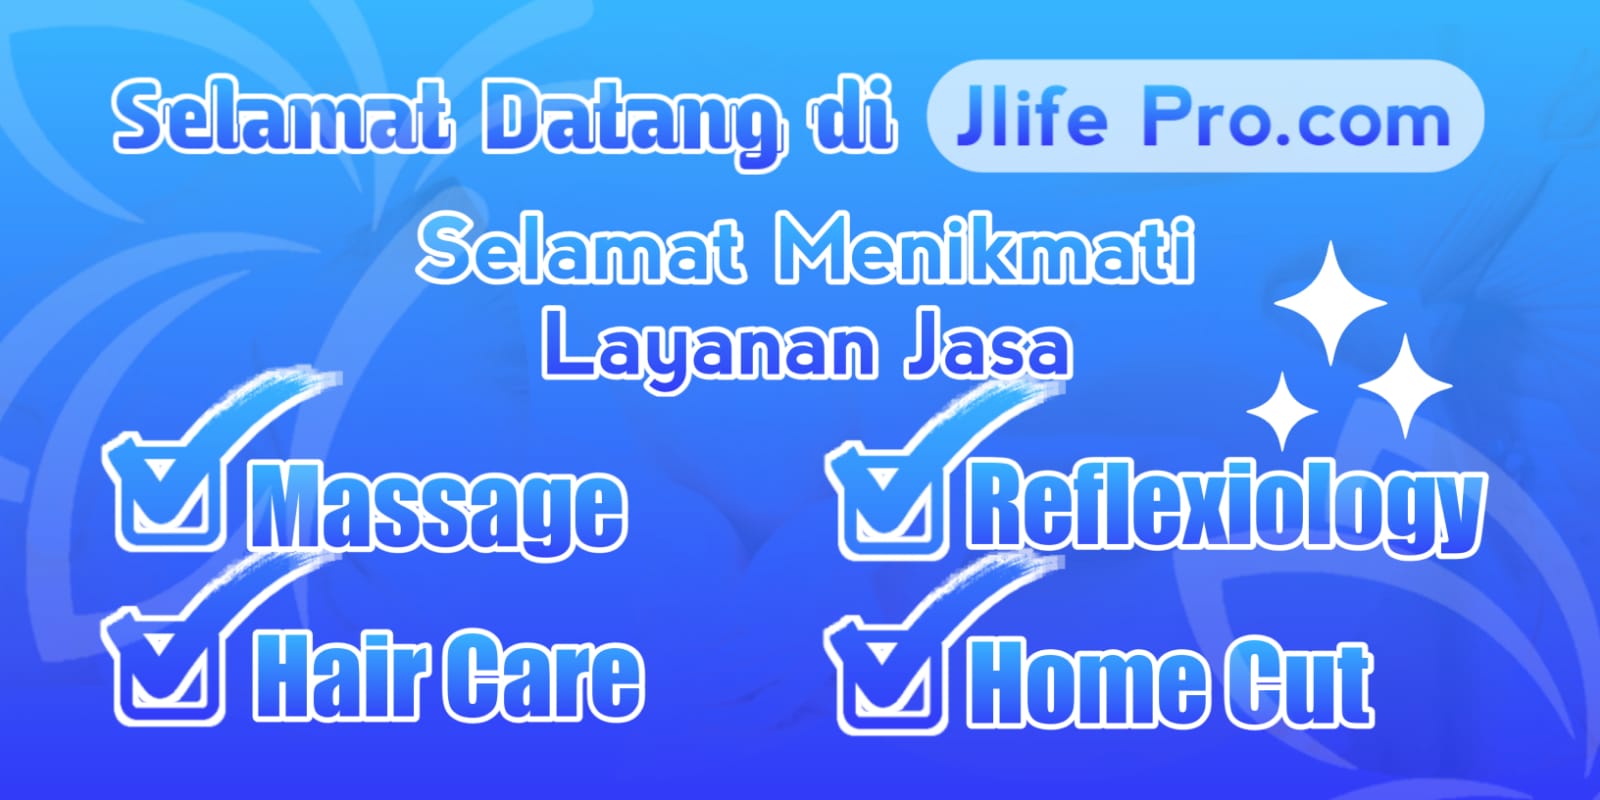 Selamat Datang di Jlife Pro.com
Selamat Menikmati
Layanan Jasa
Massage
Reflexiology
Hair Care
Home Cut